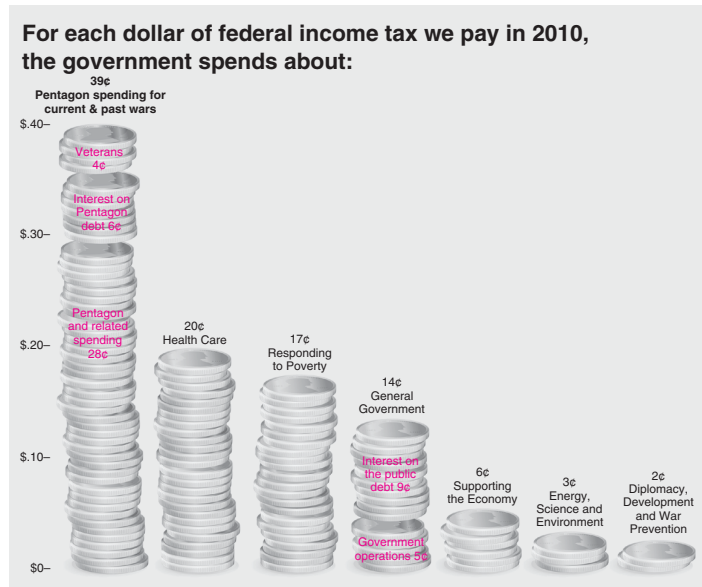 For each dollar of federal income tax we pay in 2010,
the government spends about:
39¢
Pentagon spending for
current & past wars
$.40–
Veterans
4¢
Interest on
Pentagon
debt 6¢
$.30–
Pentagon
and related
spending
28¢
$.20–
20¢
Health Care
17¢
Responding
to Poverty
14¢
General
Government
Interest on
the public
debt 9¢
Government
operations 5¢
$.10–
6¢
Supporting
the Economy
3¢
Energy,
Science and
Environment
2¢
Diplomacy,
Development
and War
Prevention
$0–